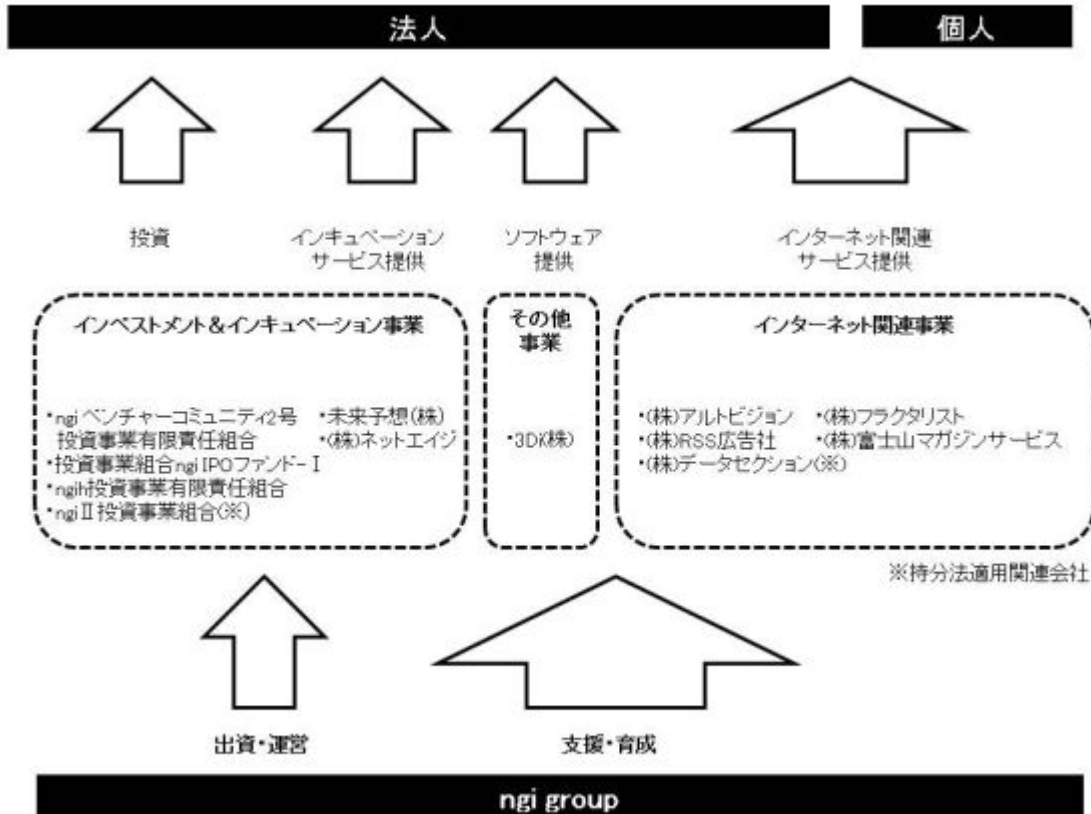 法人
個人
投資
インキュベーション
サービス提供
ソフトウェア
提供
インターネット関連
サービス提供
インベストメント&インキュベーション事業
・ngi ベンチャーコミュニティ2号
投資事業有限責任組合
・投資事業組合ngi IPOファンド-Ⅰ
・ngih投資事業有限責任組合
・ngiⅡ投資事業組合(※)
・未来予想(株)
・(株)ネットエイジ
その他
事業
・3Di(株)
インターネット関連事業
・(株)アルトビジョン
・(株)RSS広告社
・(株)データセクション(※)
・(株)フラクタリスト
・(株)富士山マガジンサービス
※持分法適用関連会社
出資・運営
支援・育成
ngi group